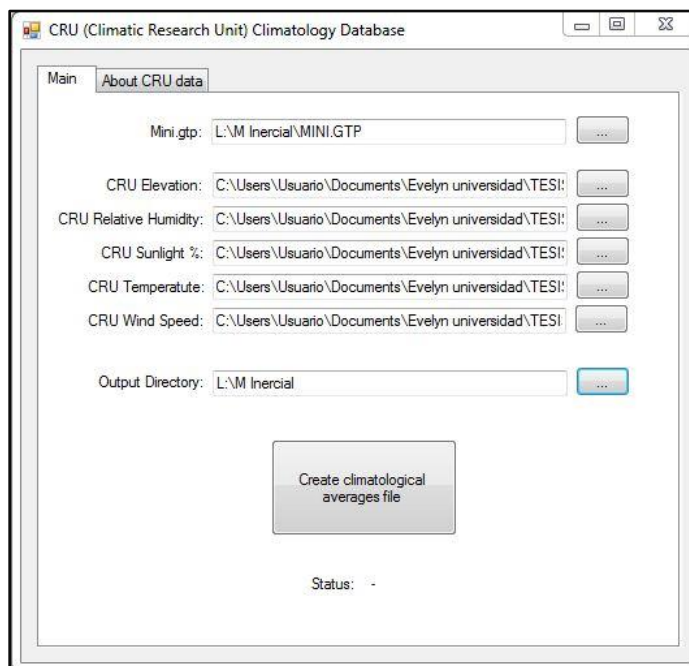 CRU (Climatic Research Unit) Climatology Database
Main
About CRU data
Mini.gtp: L:\M Inercial\MINI.GTP ...
CRU Elevation: C:\Users\Usuario\Documents\Evelyn universidad\TESI: ...
CRU Relative Humidity: C:\Users\Usuario\Documents\Evelyn universidad\TESI: ...
CRU Sunlight %: C:\Users\Usuario\Documents\Evelyn universidad\TESI: ...
CRU Temperatute: C:\Users\Usuario\Documents\Evelyn universidad\TESI: ...
CRU Wind Speed: C:\Users\Usuario\Documents\Evelyn universidad\TESI ...
Output Directory: L:\M Inercial ...
Create climatological
averages file
Status: -